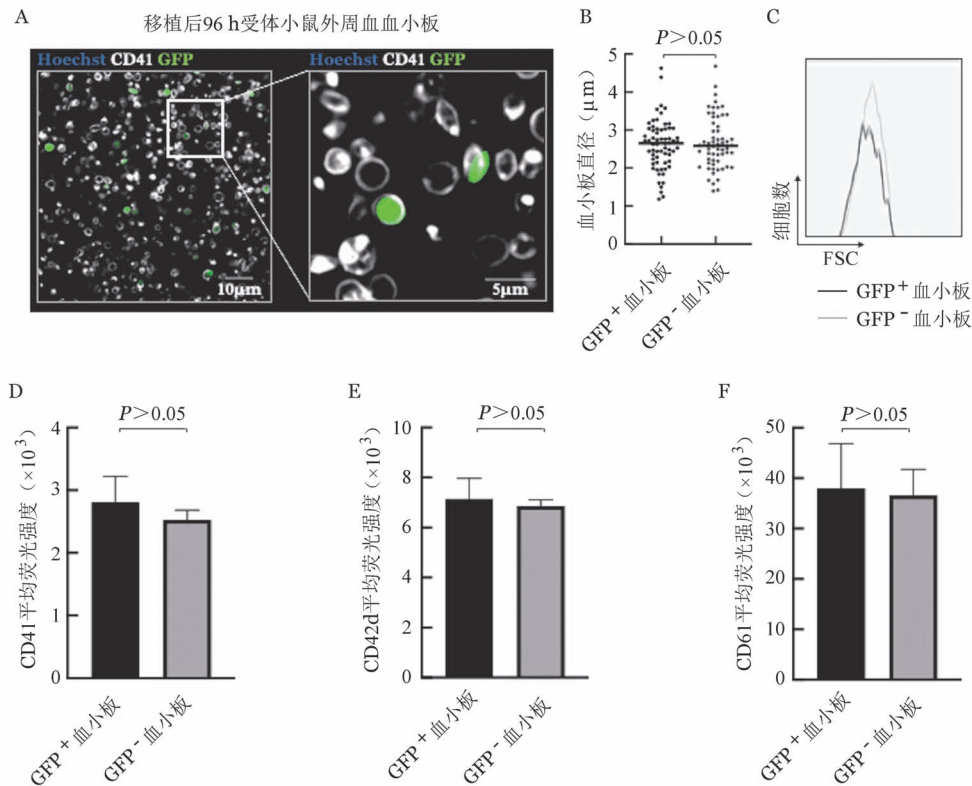 A
移植后96 h受体小鼠外周血血小板
Hoechst CD41 GFP
10μm
Hoechst CD41 GFP
5μm
B
P＞0.05
血小板直径（μm）
5
4
3
2
1
0
GFP⁺血小板
GFP⁻血小板
C
细胞数
FSC
GFP⁺血小板
GFP⁻血小板
D
P＞0.05
CD41平均荧光强度（×10³）
4
3
2
1
0
GFP⁺血小板
GFP⁻血小板
E
P＞0.05
CD42d平均荧光强度（×10³）
10
8
6
4
2
0
GFP⁺血小板
GFP⁻血小板
F
P＞0.05
CD61平均荧光强度（×10³）
50
40
30
20
10
0
GFP⁺血小板
GFP⁻血小板